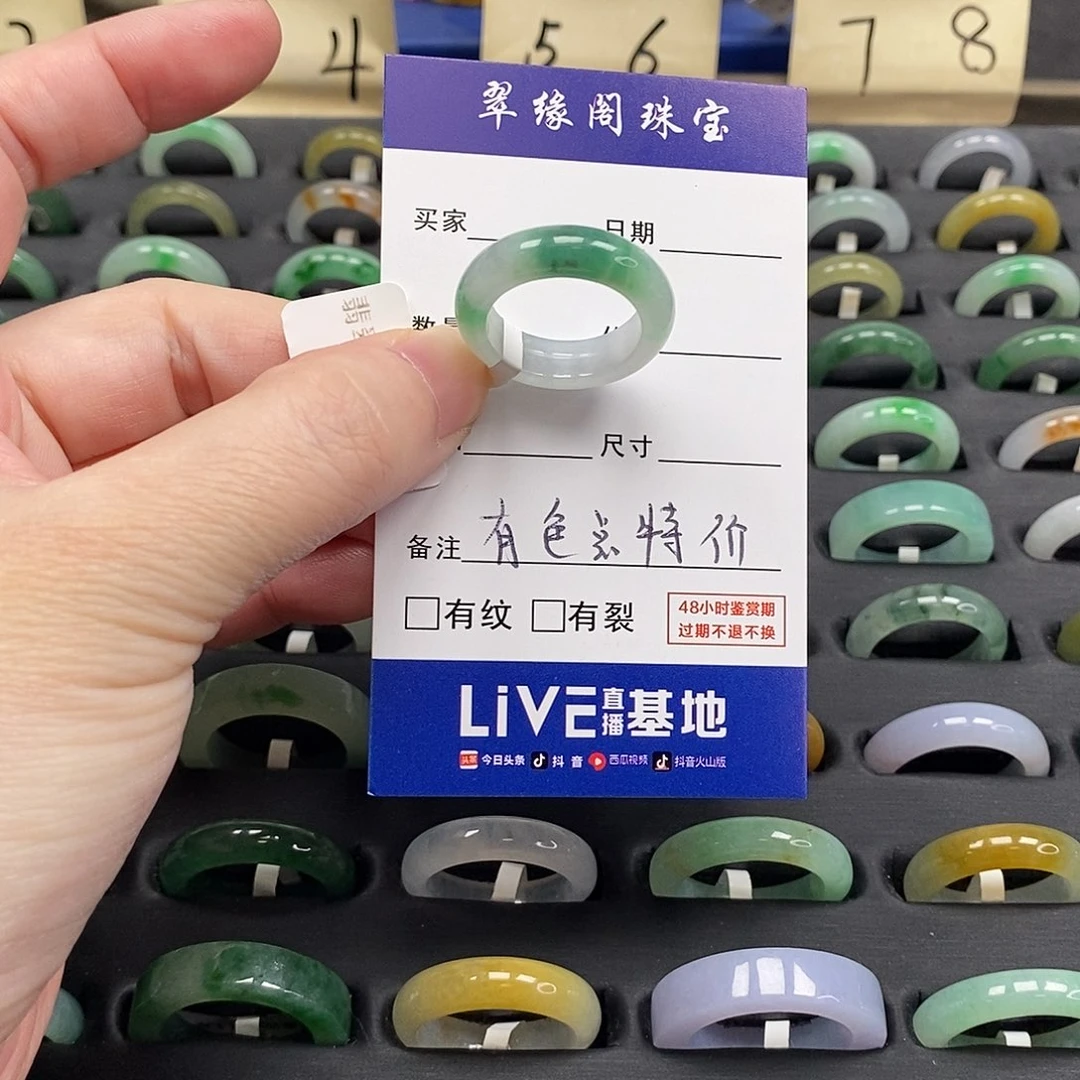 4
5 6
7 8
翠缘阁珠宝
买家 日期
翡
尺寸
备注 有色点特价
有纹 有裂
48小时鉴赏期
过期不退不换
LiVE直播基地
头条 今日头条 抖音 西瓜视频 抖音火山版